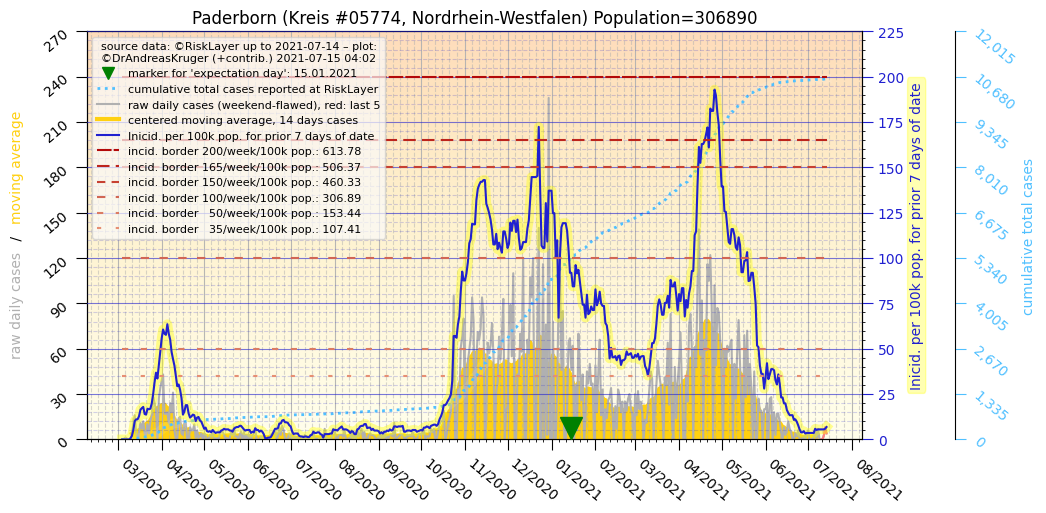 Paderborn (Kreis #05774, Nordrhein-Westfalen) Population=306890
source data: ©RiskLayer up to 2021-07-14 – plot:
©DrAndreasKruger (+contrib.) 2021-07-15 04:02
marker for 'expectation day': 15.01.2021
cumulative total cases reported at RiskLayer
raw daily cases (weekend-flawed), red: last 5
centered moving average, 14 days cases
Inicid. per 100k pop. for prior 7 days of date
incid. border 200/week/100k pop.: 613.78
incid. border 165/week/100k pop.: 506.37
incid. border 150/week/100k pop.: 460.33
incid. border 100/week/100k pop.: 306.89
incid. border 50/week/100k pop.: 153.44
incid. border 35/week/100k pop.: 107.41
raw daily cases / moving average
270
240
210
180
150
120
90
60
30
0
225
200
175
150
125
100
75
50
25
0
Inicid. per 100k pop. for prior 7 days of date
12,015
10,680
9,345
8,010
6,675
5,340
4,005
2,670
1,335
0
cumulative total cases
03/2020
04/2020
05/2020
06/2020
07/2020
08/2020
09/2020
10/2020
11/2020
12/2020
01/2021
02/2021
03/2021
04/2021
05/2021
06/2021
07/2021
08/2021